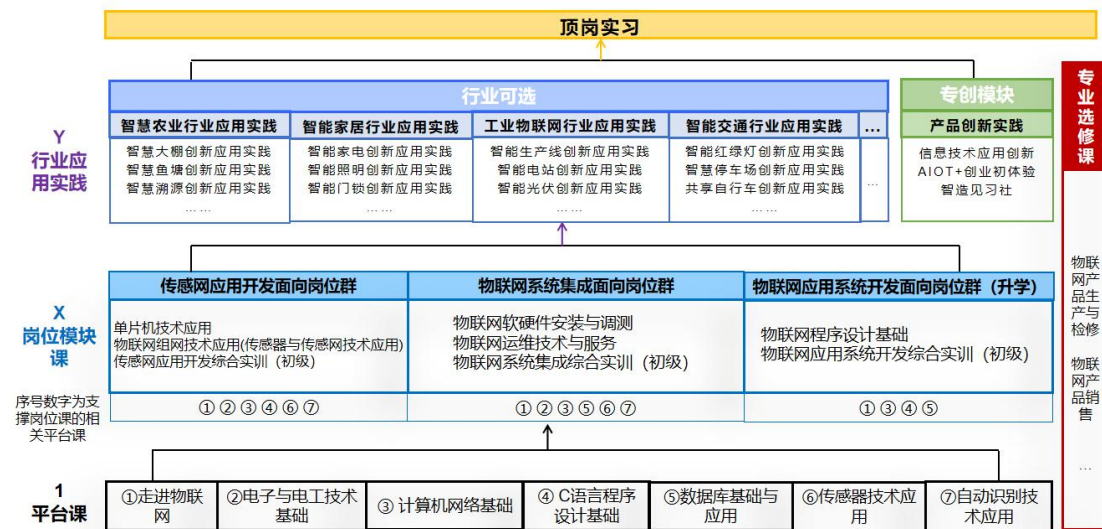 顶岗实习
行业可选
专创模块
智慧农业行业应用实践
智能家居行业应用实践
工业物联网行业应用实践
智能交通行业应用实践
...
产品创新实践
Y
行业应
用实践
智慧大棚创新应用实践
智慧鱼塘创新应用实践
智慧溯源创新应用实践
……
智能家电创新应用实践
智能照明创新应用实践
智能门锁创新应用实践
……
智能生产线创新应用实践
智能电站创新应用实践
智能光伏创新应用实践
……
智能红绿灯创新应用实践
智慧停车场创新应用实践
共享自行车创新应用实践
……
...
信息技术应用创新
AIOT+创业初体验
智造见习社
专业选修课
物联网产品生产与检修
物联网产品销售
...
X
岗位模块
课
传感网应用开发面向岗位群
物联网系统集成面向岗位群
物联网应用系统开发面向岗位群（升学）
单片机技术应用
物联网组网技术应用(传感器与传感网技术应用)
传感网应用开发综合实训（初级）
物联网软硬件安装与调测
物联网运维技术与服务
物联网系统集成综合实训（初级）
物联网程序设计基础
物联网应用系统开发综合实训（初级）
序号数字为支
撑岗位课的相
关平台课
①②③④⑥⑦
①②③⑤⑥⑦
①③④⑤
1
平台课
①走进物联
网
②电子与电工技术
基础
③ 计算机网络基础
④ C语言程序
设计基础
⑤数据库基础与
应用
⑥传感器技术应
用
⑦自动识别技
术应用